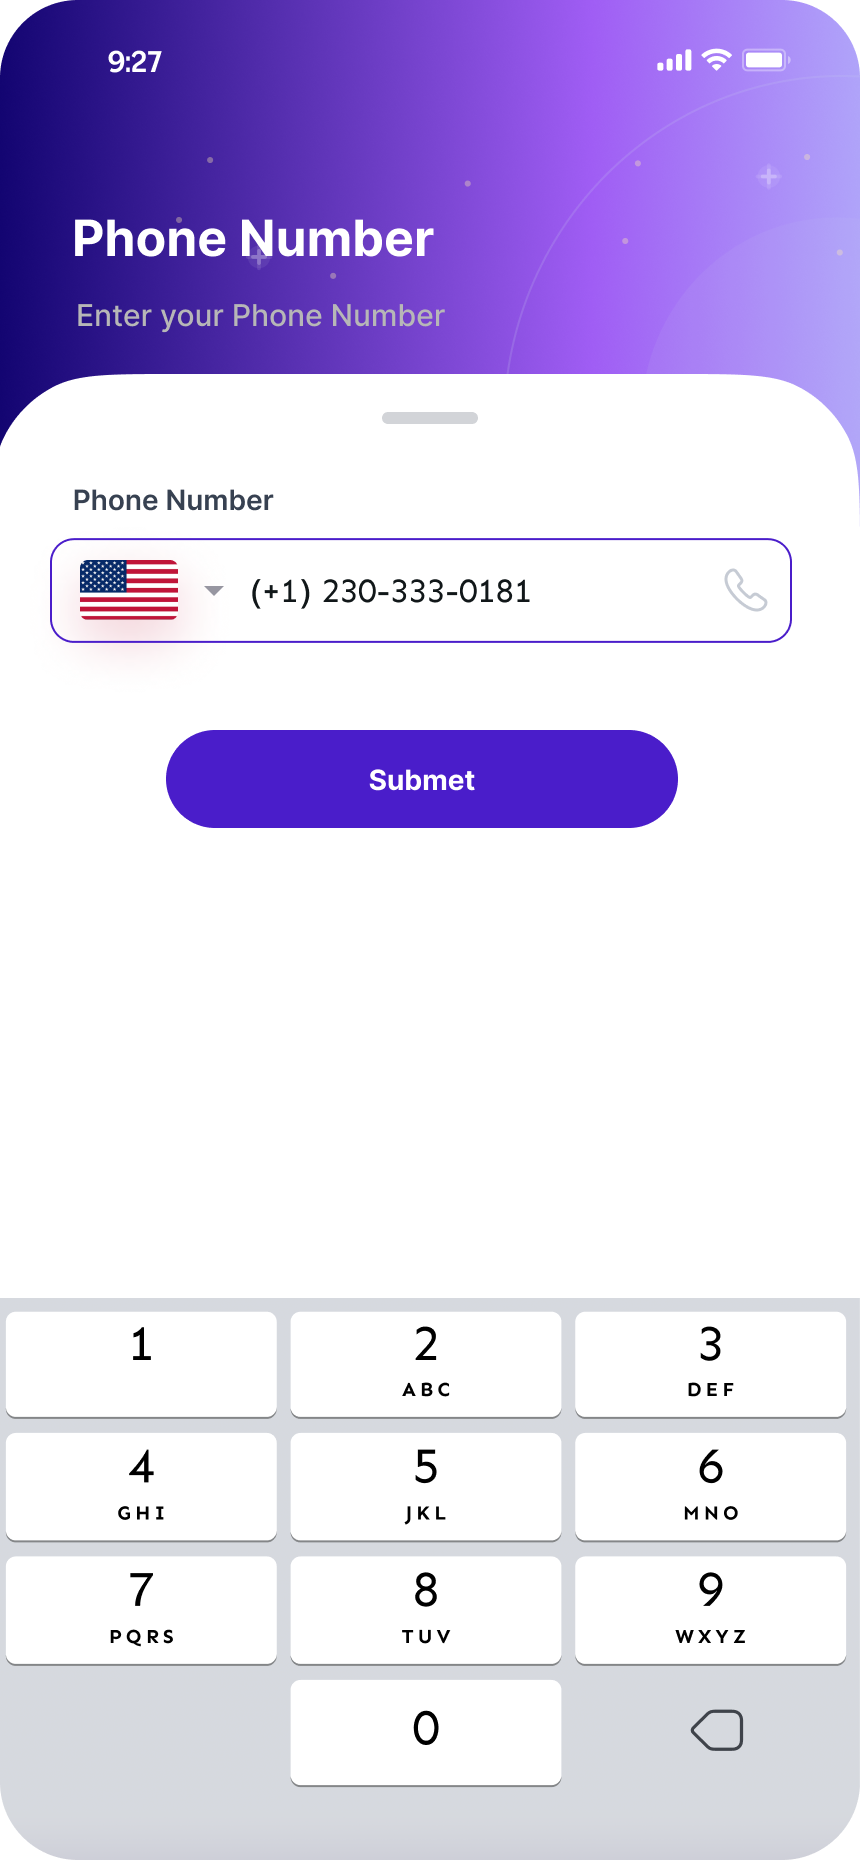 9:27
Phone Number
Enter your Phone Number
Phone Number
(+1) 230-333-0181
Submet
1 2 3
ABC DEF
4 5 6
GHI JKL MNO
7 8 9
PQRS TUV WXYZ
0